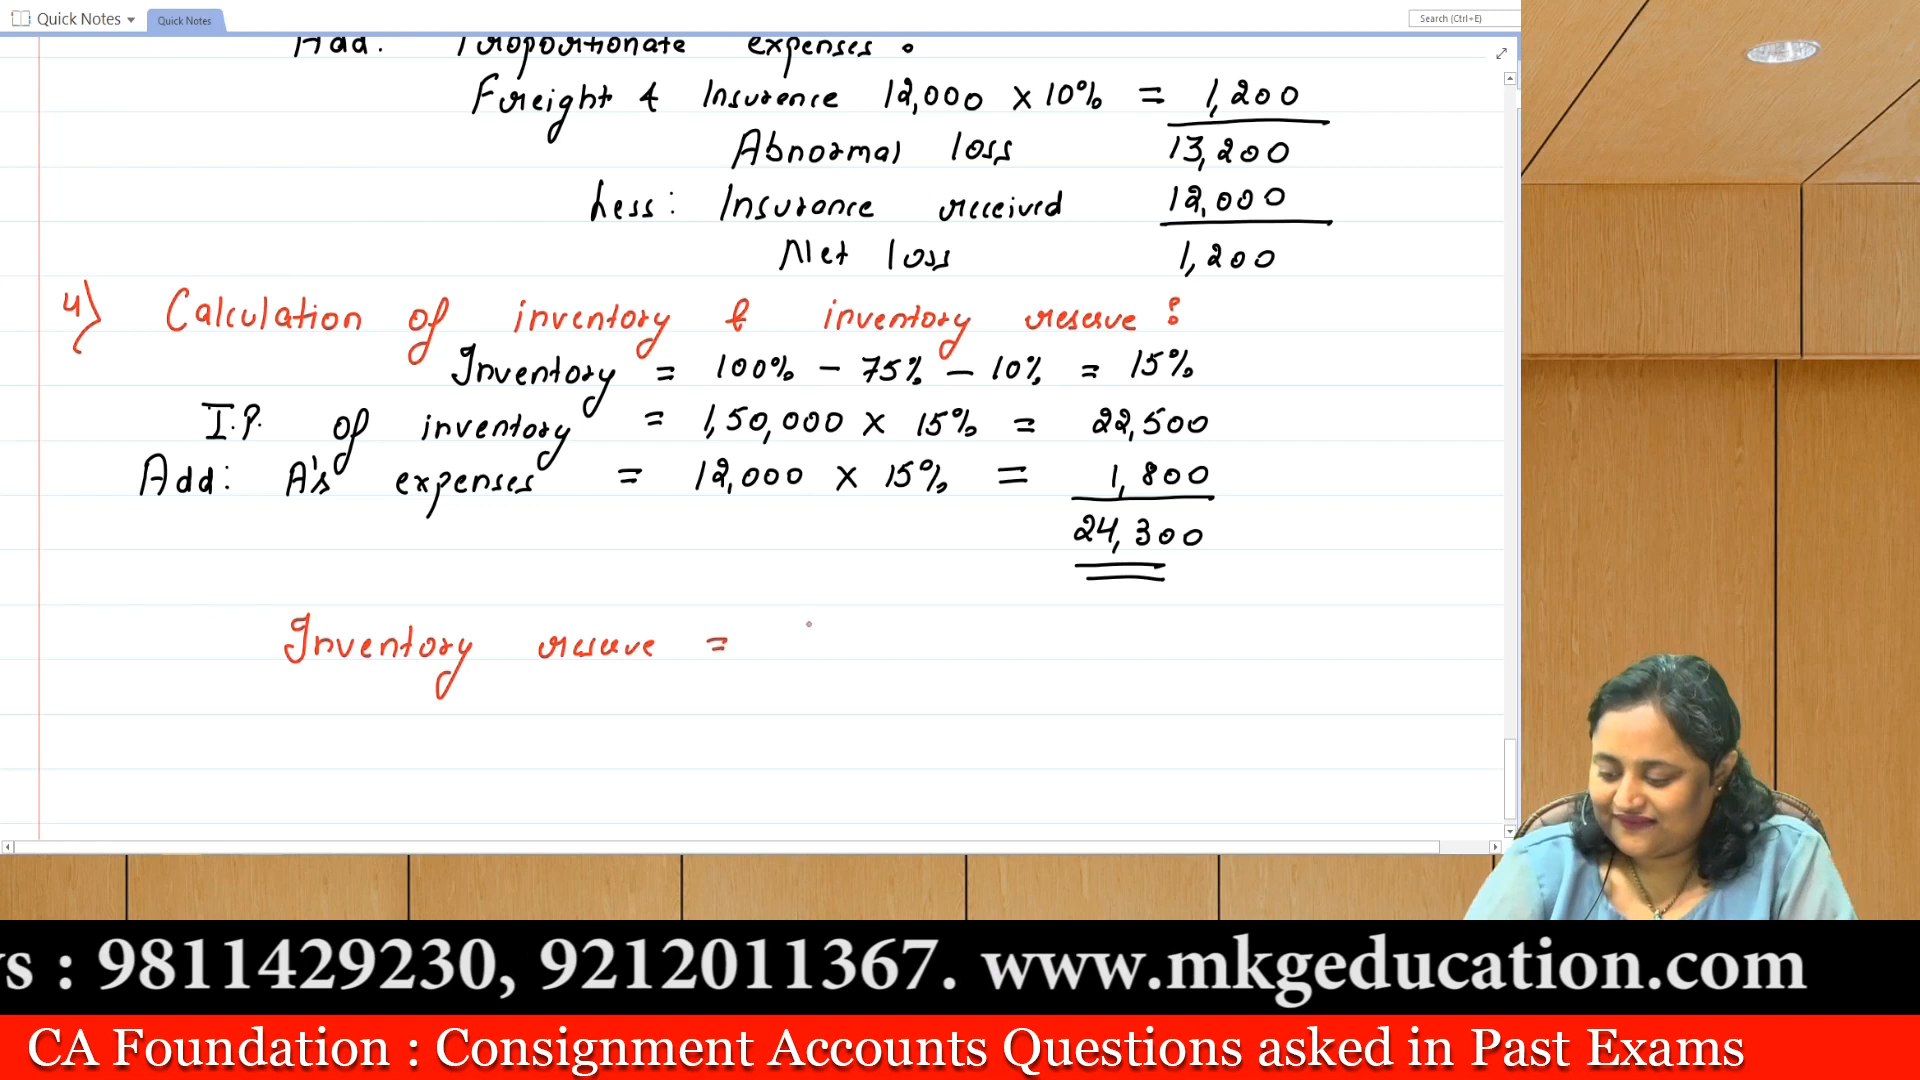 Quick Notes
Quick Notes
Search (Ctrl+E)
Add: Proportionate expenses :
Freight & Insurence 12,000 × 10% = 1,200
Abnormal loss 13,200
Less : Insurance received 12,000
Net loss 1,200
4) Calculation of inventory & inventory reserve :
Inventory = 100% - 75% - 10% = 15%
I.P. of inventory = 1,50,000 × 15% = 22,500
Add: A's expenses = 12,000 × 15% = 1,800
24,300
Inventory reserve =
: 9811429230, 9212011367. www.mkgeducation.com
CA Foundation : Consignment Accounts Questions asked in Past Exams